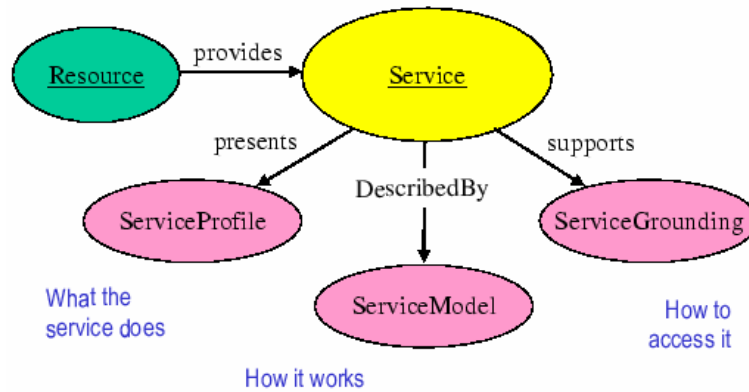 provides
Resource
Service
presents
supports
DescribedBy
ServiceProfile
ServiceGrounding
What the
service does
ServiceModel
How to
access it
How it works